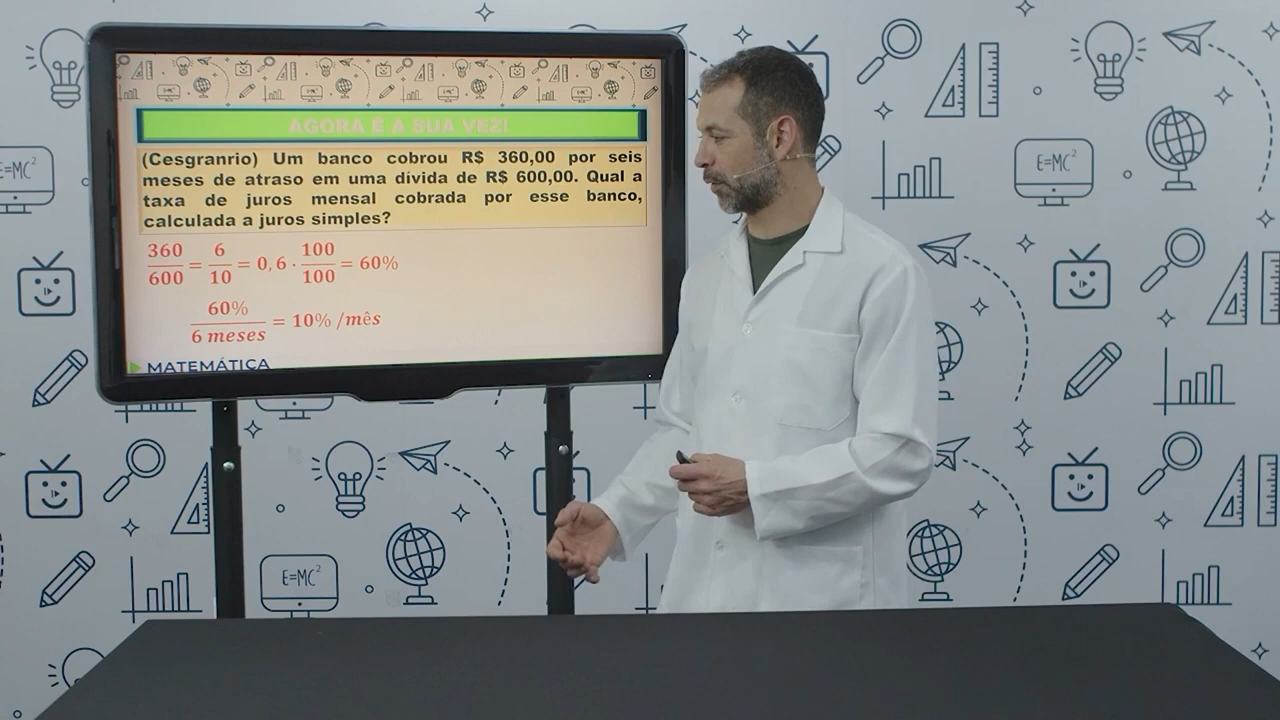 AGORA É A SUA VEZ!
(Cesgranrio) Um banco cobrou R$ 360,00 por seis
meses de atraso em uma dívida de R$ 600,00. Qual a
taxa de juros mensal cobrada por esse banco,
calculada a juros simples?
360/600 = 6/10 = 0,6 · 100/100 = 60%
60%/6 meses = 10% /mês
MATEMÁTICA
E=MC²
E=MC²
E=MC²